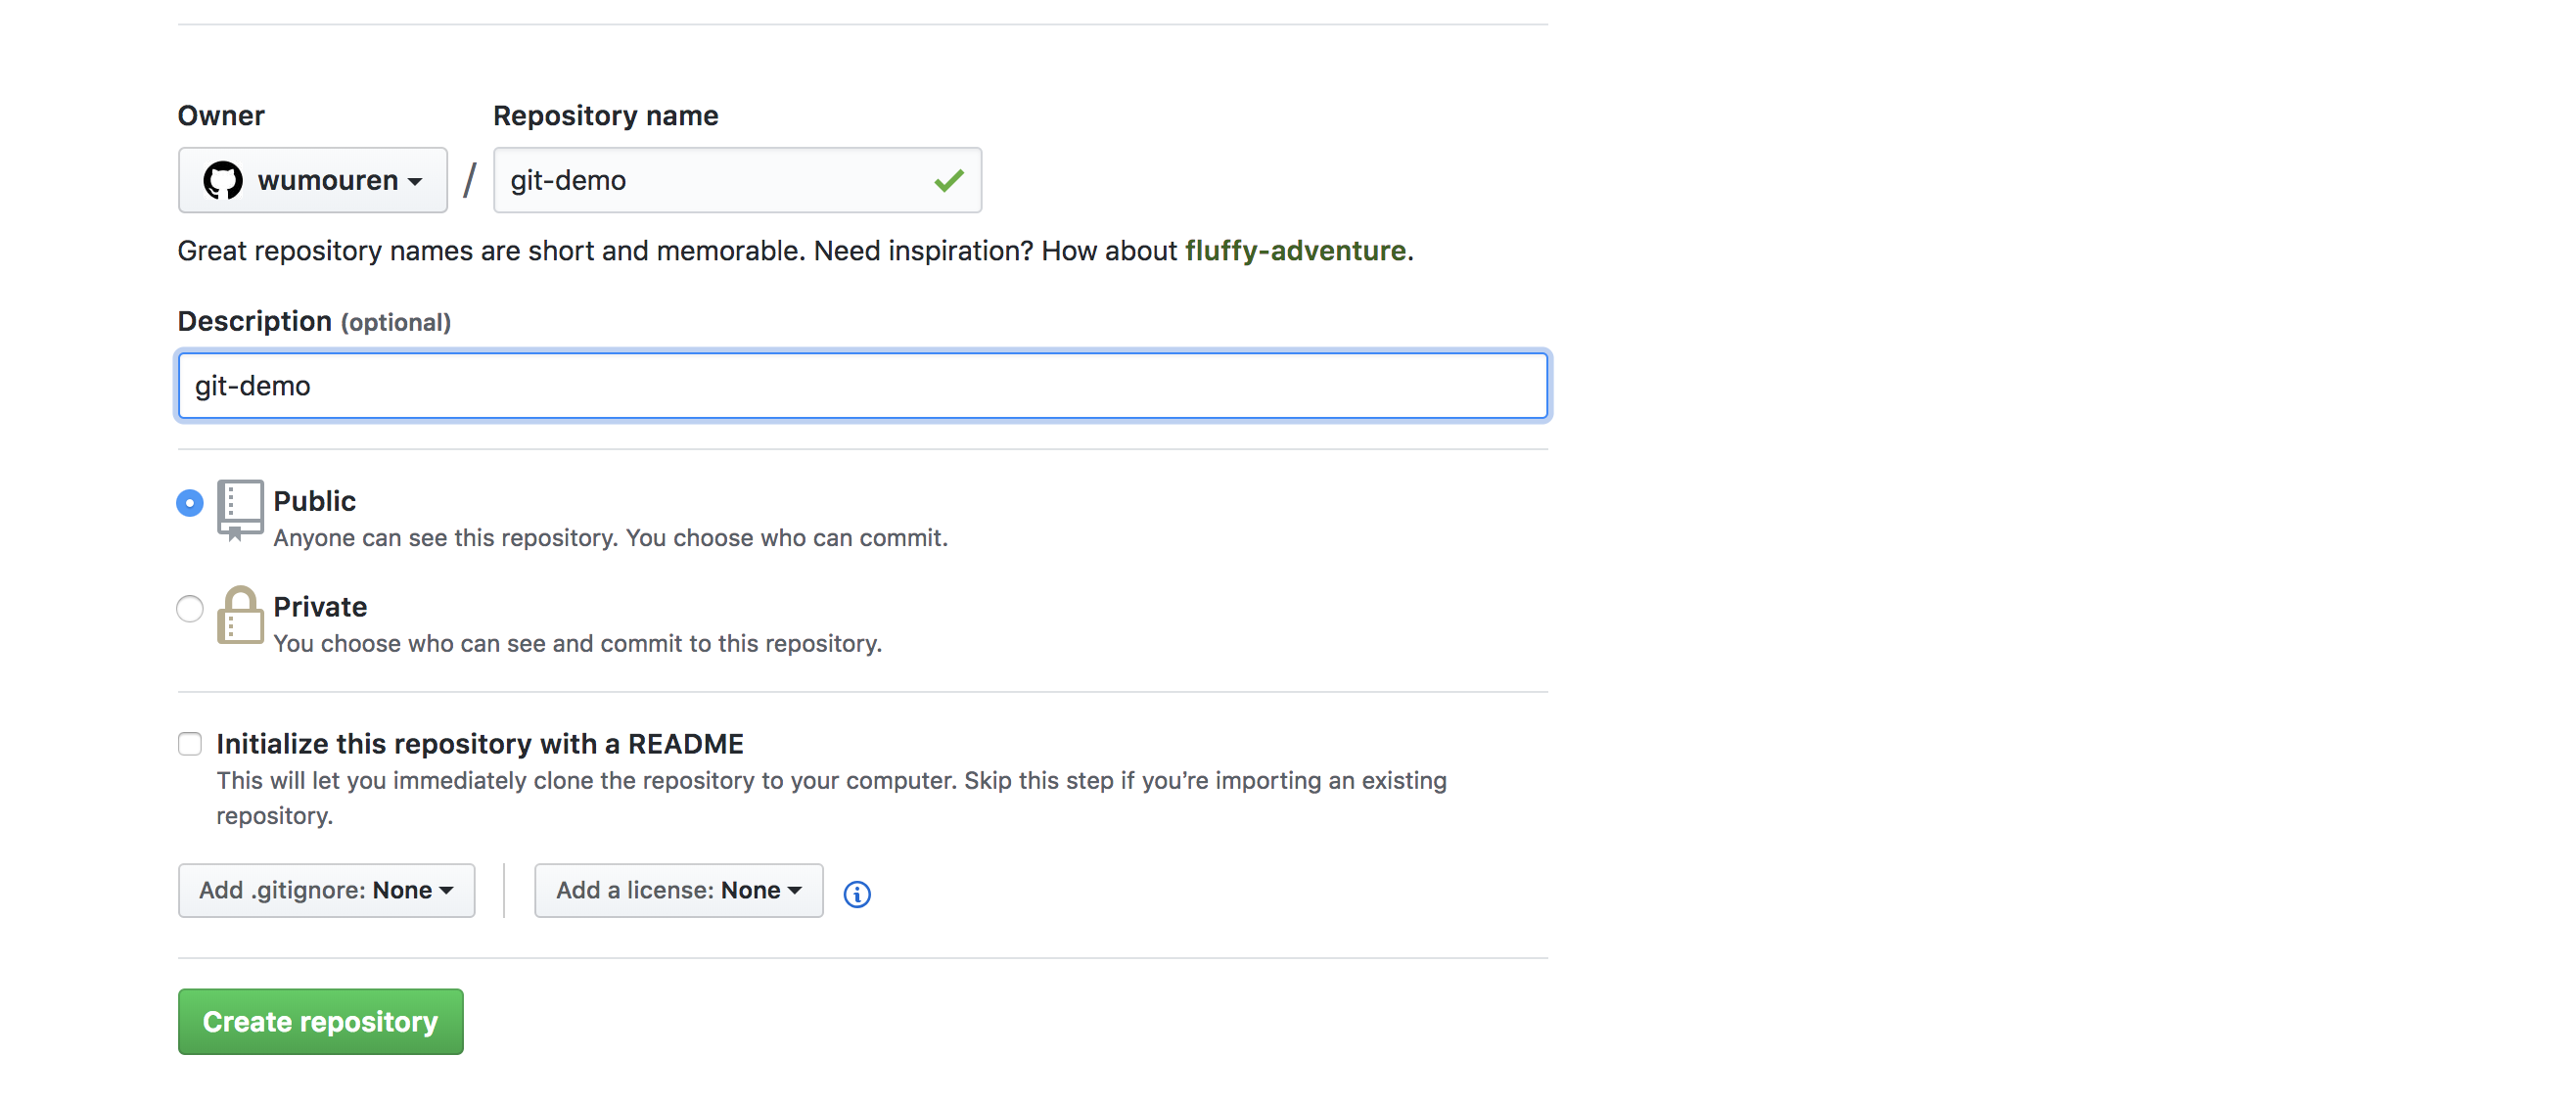 Owner Repository name
wumouren / git-demo
Great repository names are short and memorable. Need inspiration? How about fluffy-adventure.
Description (optional)
git-demo
Public
Anyone can see this repository. You choose who can commit.
Private
You choose who can see and commit to this repository.
Initialize this repository with a README
This will let you immediately clone the repository to your computer. Skip this step if you’re importing an existing
repository.
Add .gitignore: None Add a license: None
Create repository